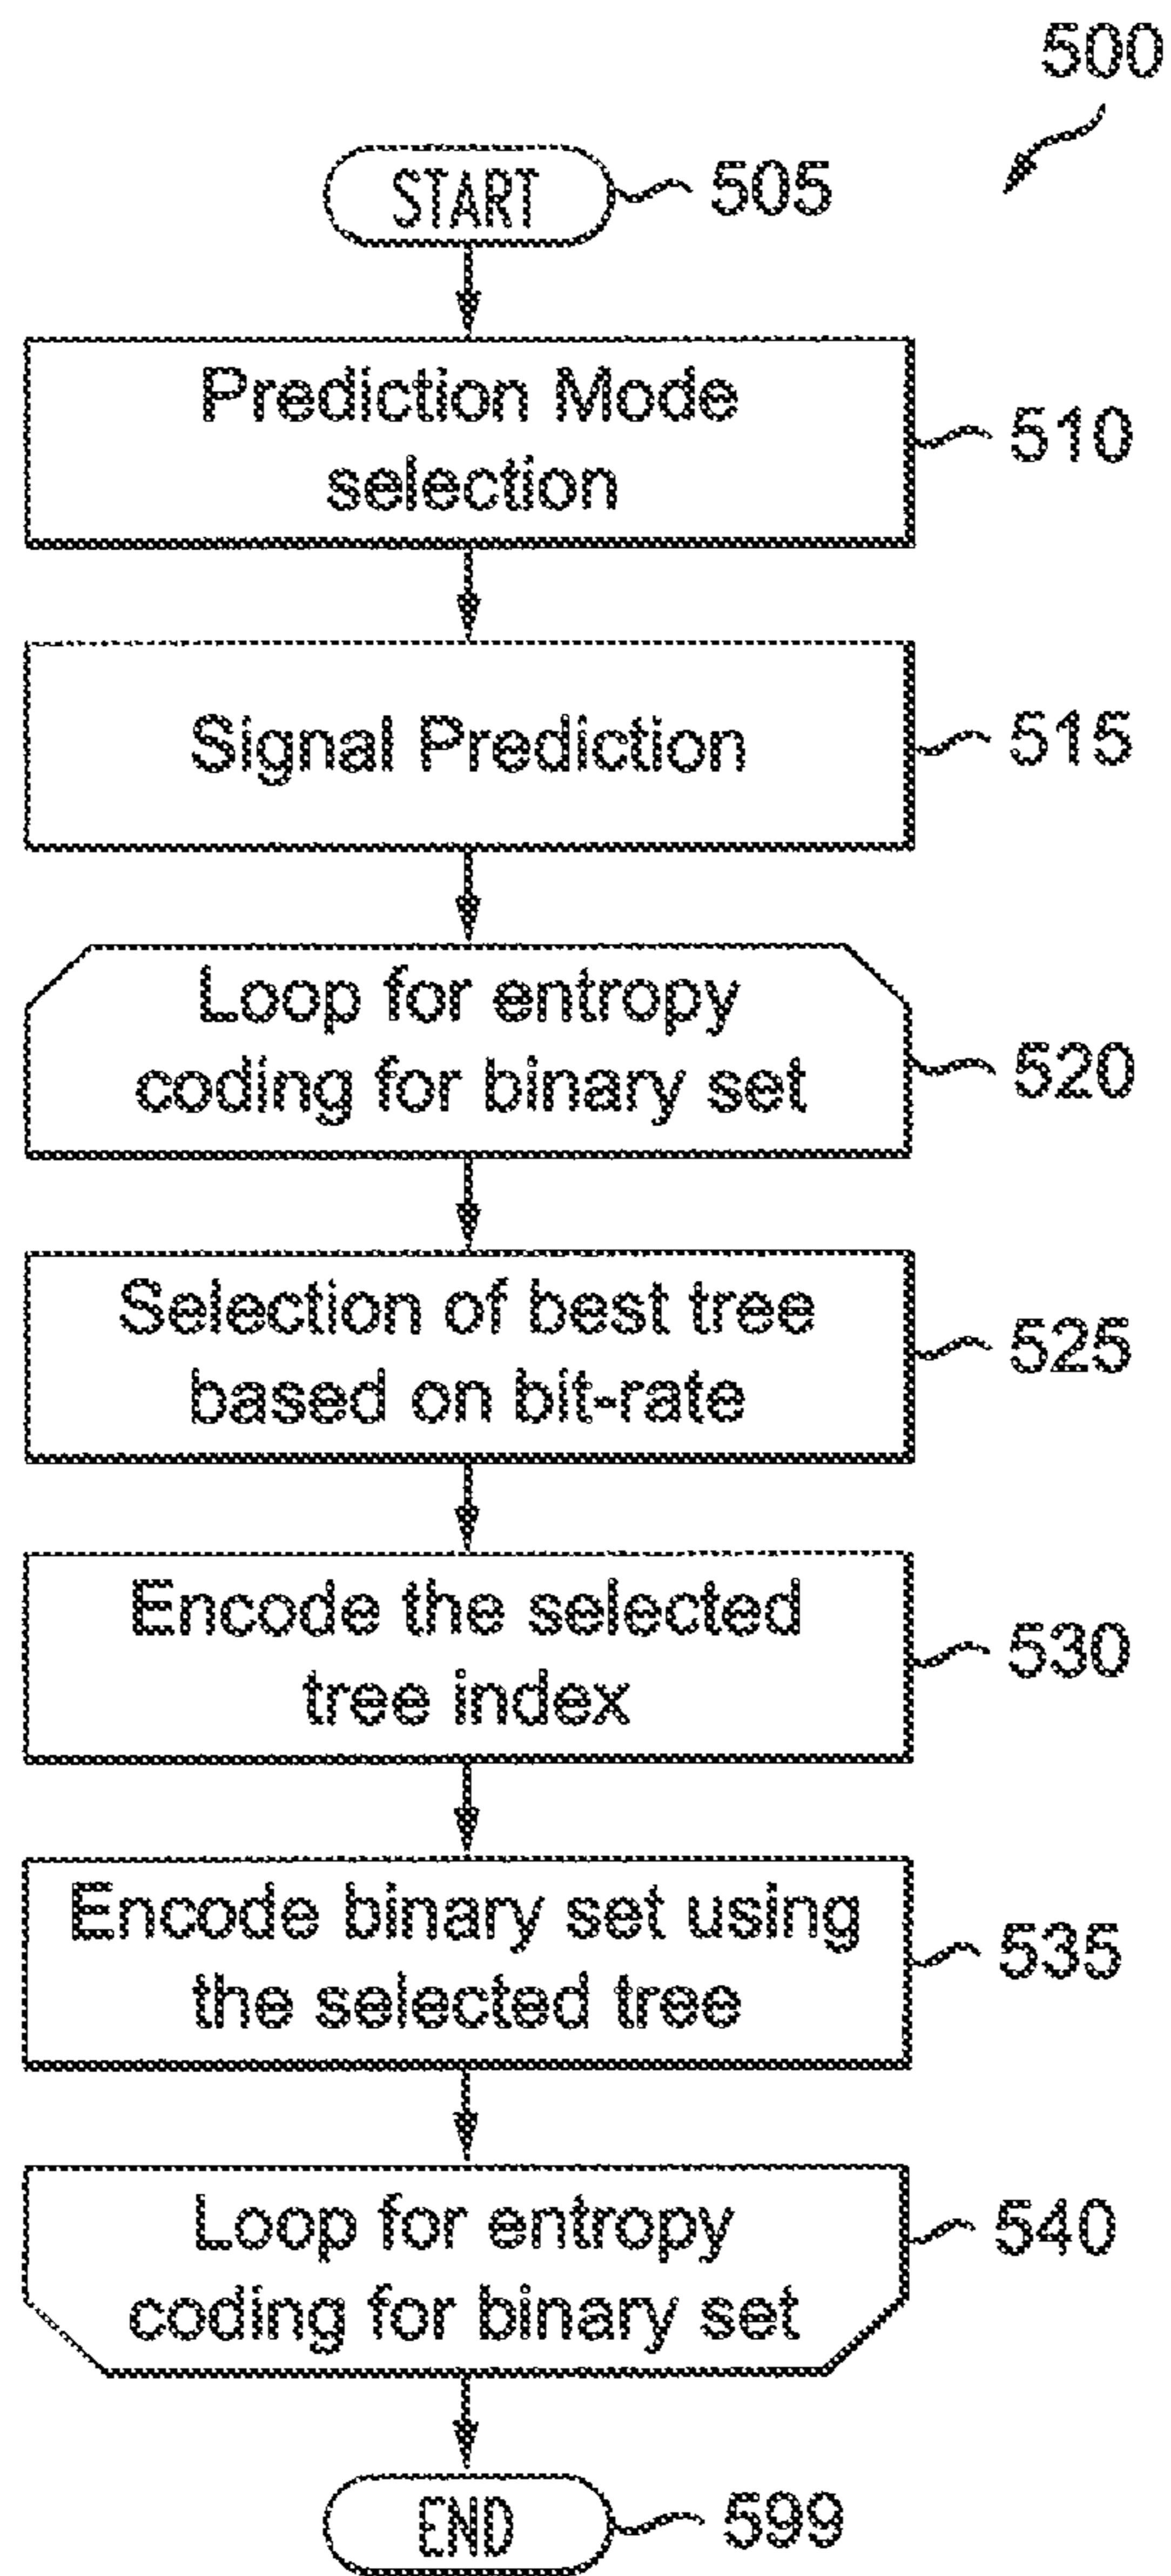 500
START
505
Prediction Mode
selection
510
Signal Prediction
515
Loop for entropy
coding for binary set
520
Selection of best tree
based on bit-rate
525
Encode the selected
tree index
530
Encode binary set using
the selected tree
535
Loop for entropy
coding for binary set
540
END
599